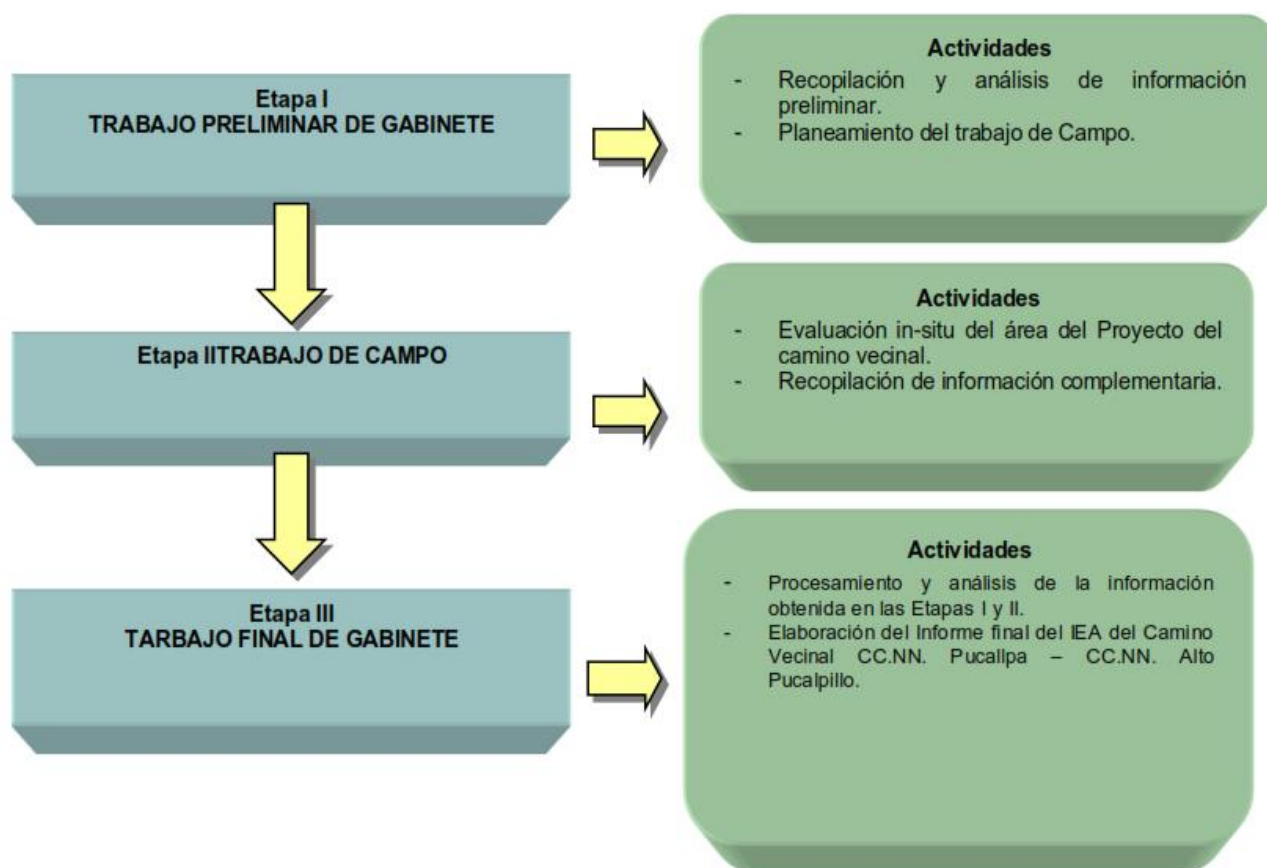 Etapa I
TRABAJO PRELIMINAR DE GABINETE
Actividades
- Recopilación y análisis de información
preliminar.
- Planeamiento del trabajo de Campo.
Etapa IITRABAJO DE CAMPO
Actividades
- Evaluación in-situ del área del Proyecto del
camino vecinal.
- Recopilación de información complementaria.
Etapa III
TARBAJO FINAL DE GABINETE
Actividades
- Procesamiento y análisis de la información
obtenida en las Etapas I y II.
- Elaboración del Informe final del IEA del Camino
Vecinal CC.NN. Pucallpa – CC.NN. Alto
Pucalpillo.